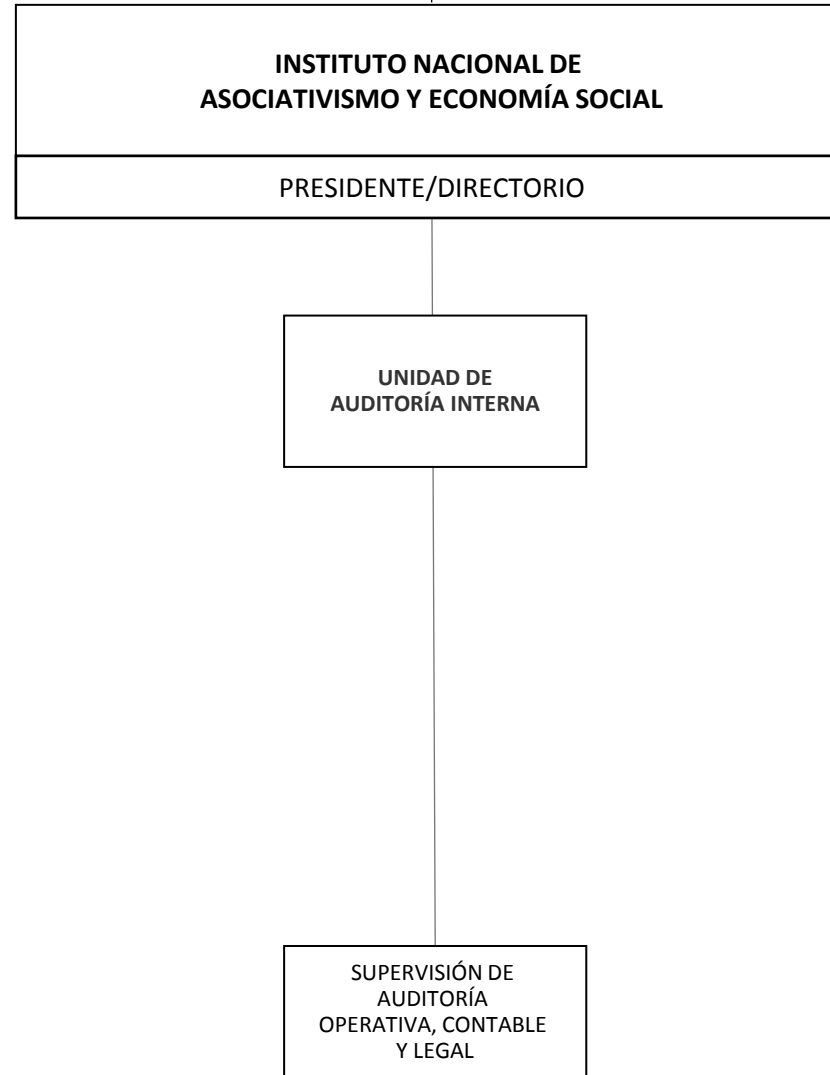 INSTITUTO NACIONAL DE
ASOCIATIVISMO Y ECONOMÍA SOCIAL
PRESIDENTE/DIRECTORIO
UNIDAD DE
AUDITORÍA INTERNA
SUPERVISIÓN DE
AUDITORÍA
OPERATIVA, CONTABLE
Y LEGAL